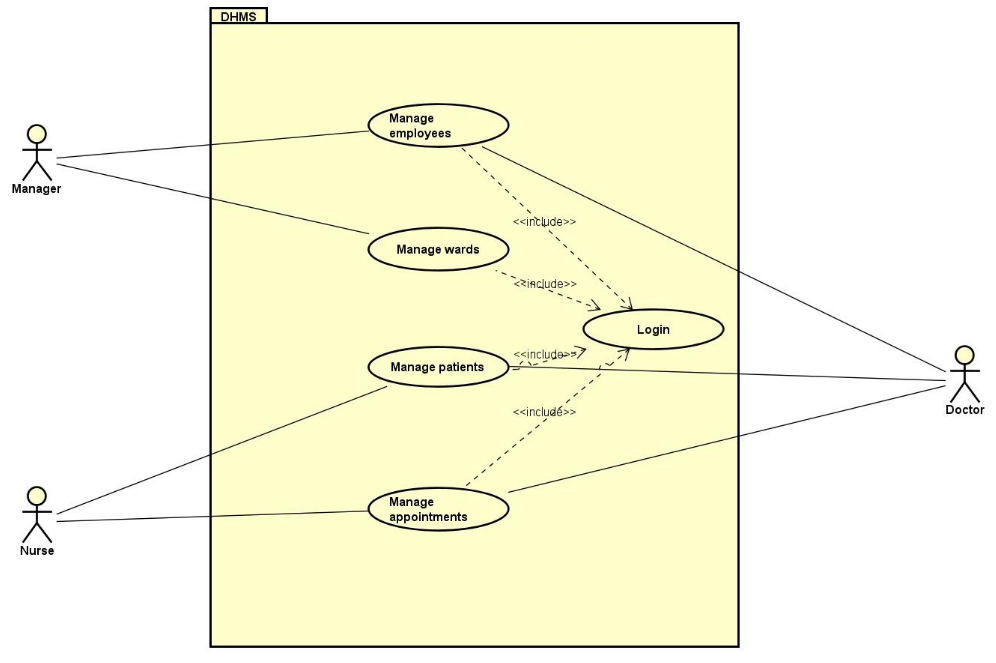 DHMS
Manage
employees
Manager
<<include>>
Manage wards
<<include>>
Login
<<include>>
Manage patients
Doctor
<<include>>
Manage
appointments
Nurse